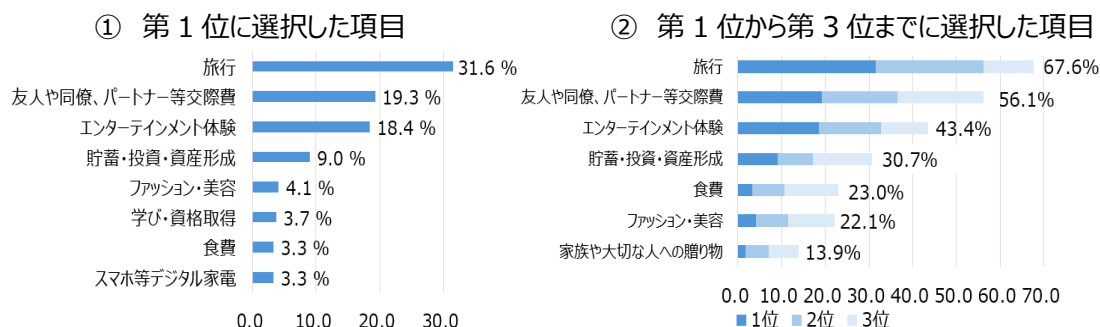 ① 第1位に選択した項目
旅行
31.6 %
友人や同僚、パートナー等交際費
19.3 %
エンターテインメント体験
18.4 %
貯蓄・投資・資産形成
9.0 %
ファッション・美容
4.1 %
学び・資格取得
3.7 %
食費
3.3 %
スマホ等デジタル家電
3.3 %
0.0 10.0 20.0 30.0
② 第1位から第3位までに選択した項目
旅行
67.6%
友人や同僚、パートナー等交際費
56.1%
エンターテインメント体験
43.4%
貯蓄・投資・資産形成
30.7%
食費
23.0%
ファッション・美容
22.1%
家族や大切な人への贈り物
13.9%
0.0 10.0 20.0 30.0 40.0 50.0 60.0 70.0
1位 2位 3位